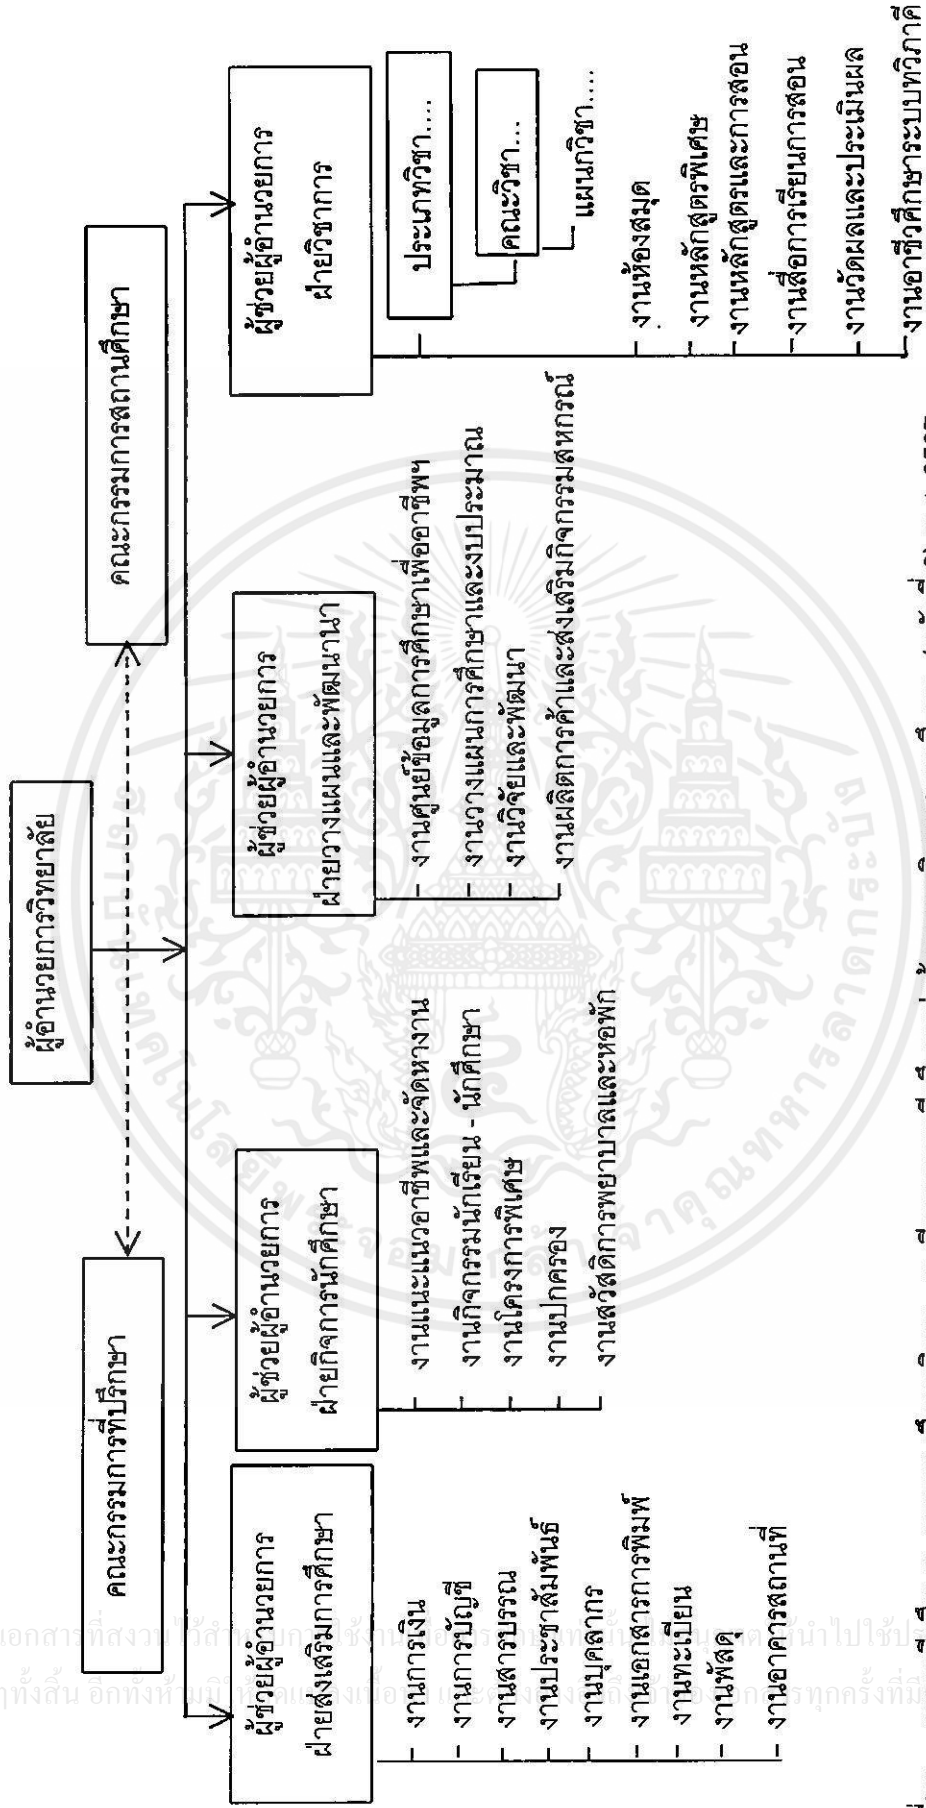 ผู้อำนวยการวิทยาลัย
คณะกรรมการที่ปรึกษา
คณะกรรมการสถานศึกษา
ผู้ช่วยผู้อำนวยการ
ฝ่ายส่งเสริมการศึกษา
งานการเงิน
งานการบัญชี
งานสารบรรณ
งานประชาสัมพันธ์
งานบุคลากร
งานเอกสารการพิมพ์
งานทะเบียน
งานพัสดุ
งานอาคารสถานที่
ผู้ช่วยผู้อำนวยการ
ฝ่ายกิจการนักศึกษา
งานแนะแนวอาชีพและจัดหางาน
งานกิจกรรมนักเรียน - นักศึกษา
งานโครงการพิเศษ
งานปกครอง
งานสวัสดิการพยาบาลและหอพัก
ผู้ช่วยผู้อำนวยการ
ฝ่ายวางแผนและพัฒนานา
งานศูนย์ข้อมูลการศึกษาเพื่ออาชีพฯ
งานวางแผนการศึกษาและงบประมาณ
งานวิจัยและพัฒนา
งานผลิตการค้าและส่งเสริมกิจกรรมสหกรณ์
ผู้ช่วยผู้อำนวยการ
ฝ่ายวิชาการ
ประเภทวิชา....
คณะวิชา...
แผนกวิชา....
งานห้องสมุด
งานหลักสูตรพิเศษ
งานหลักสูตรและการสอน
งานสื่อการเรียนการสอน
งานวัดผลและประเมินผล
งานอาชีวศึกษาระบบทวิภาคี